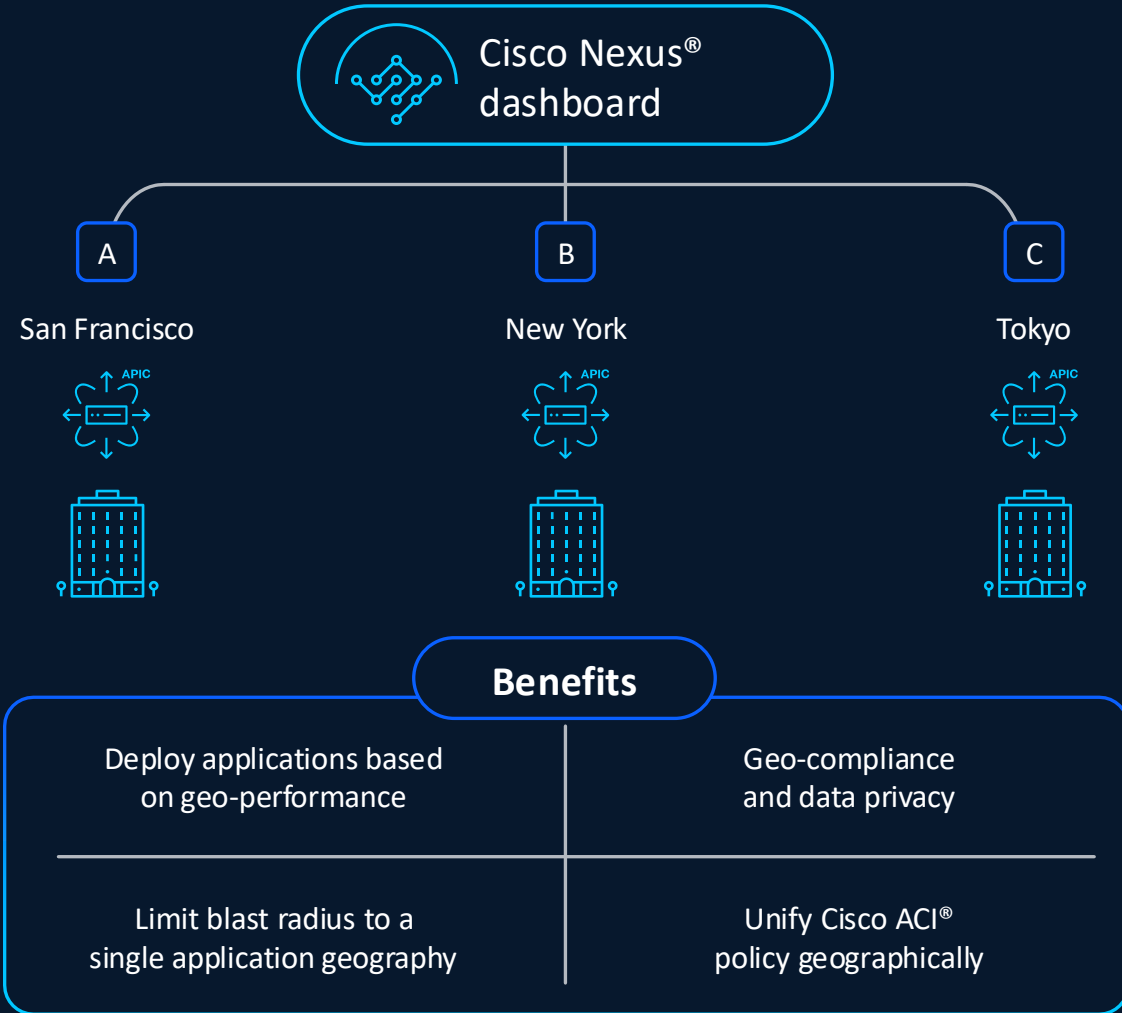 Cisco Nexus®
dashboard
A
B
C
San Francisco
New York
Tokyo
APIC
APIC
APIC
Benefits
Deploy applications based
on geo-performance
Geo-compliance
and data privacy
Limit blast radius to a
single application geography
Unify Cisco ACI®
policy geographically